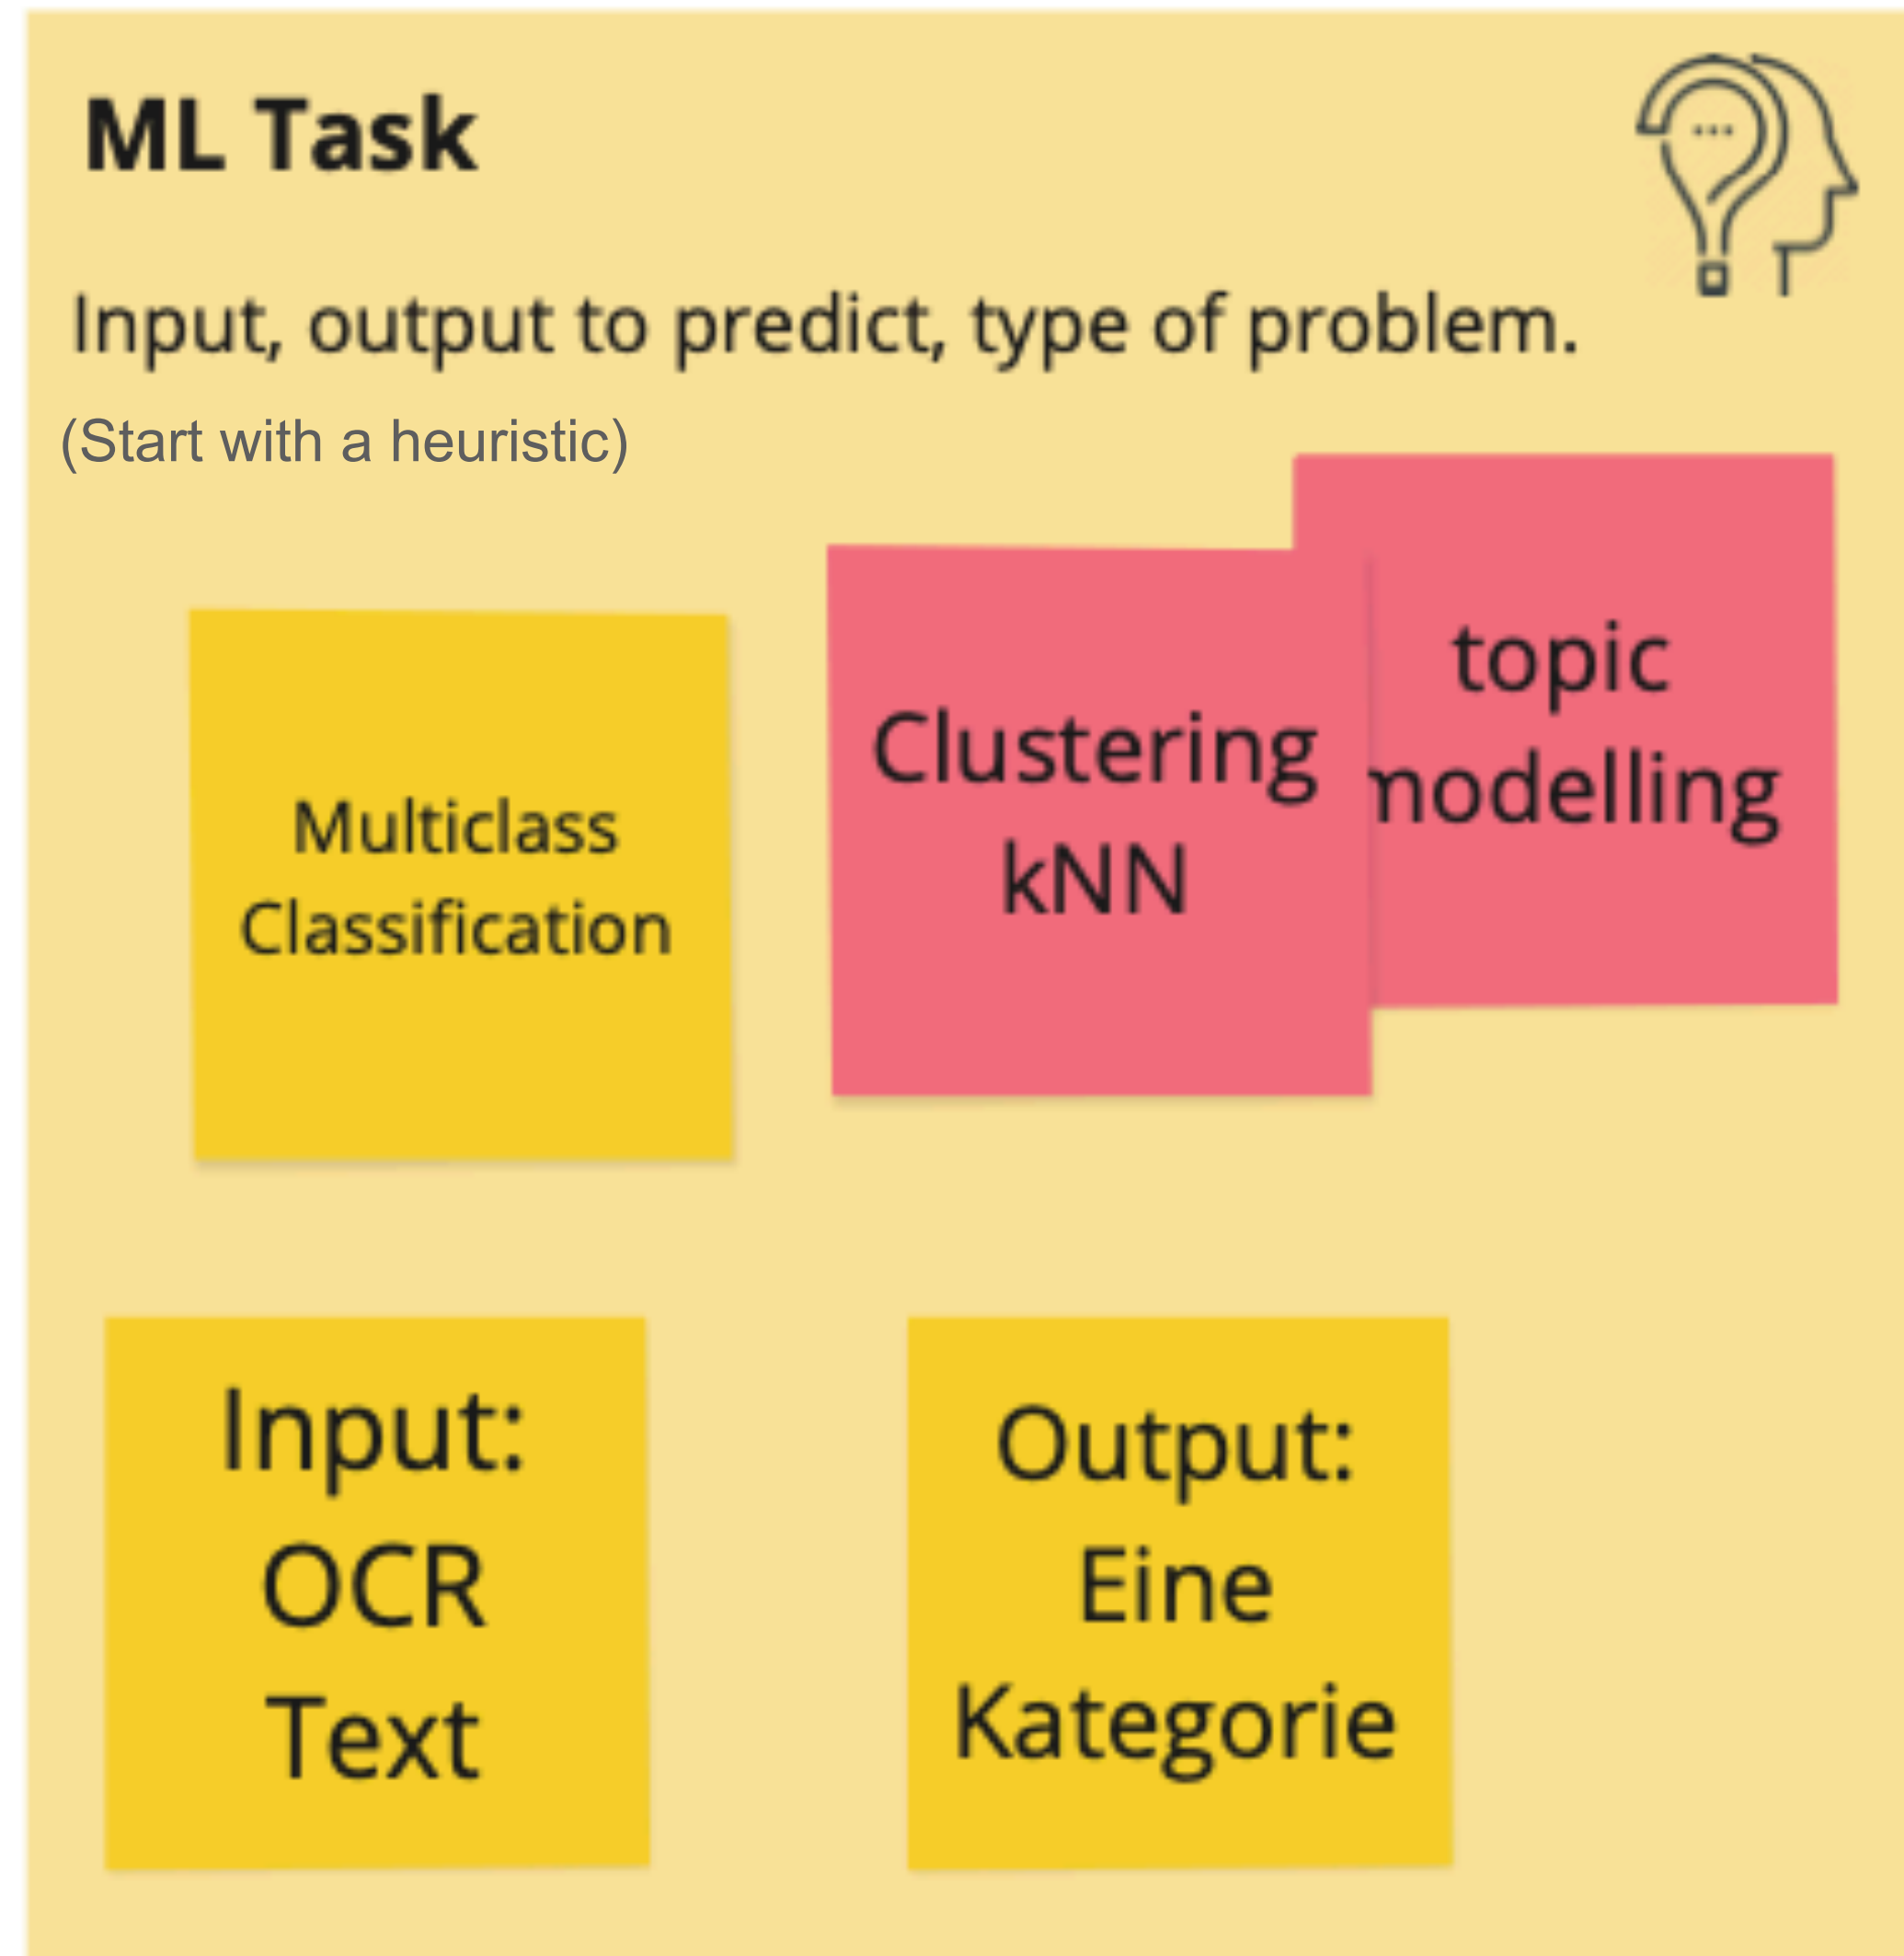 ML Task
Input, output to predict, type of problem.
(Start with a heuristic)
Multiclass
Classification
Clustering
kNN
topic
modelling
Input:
OCR
Text
Output:
Eine
Kategorie